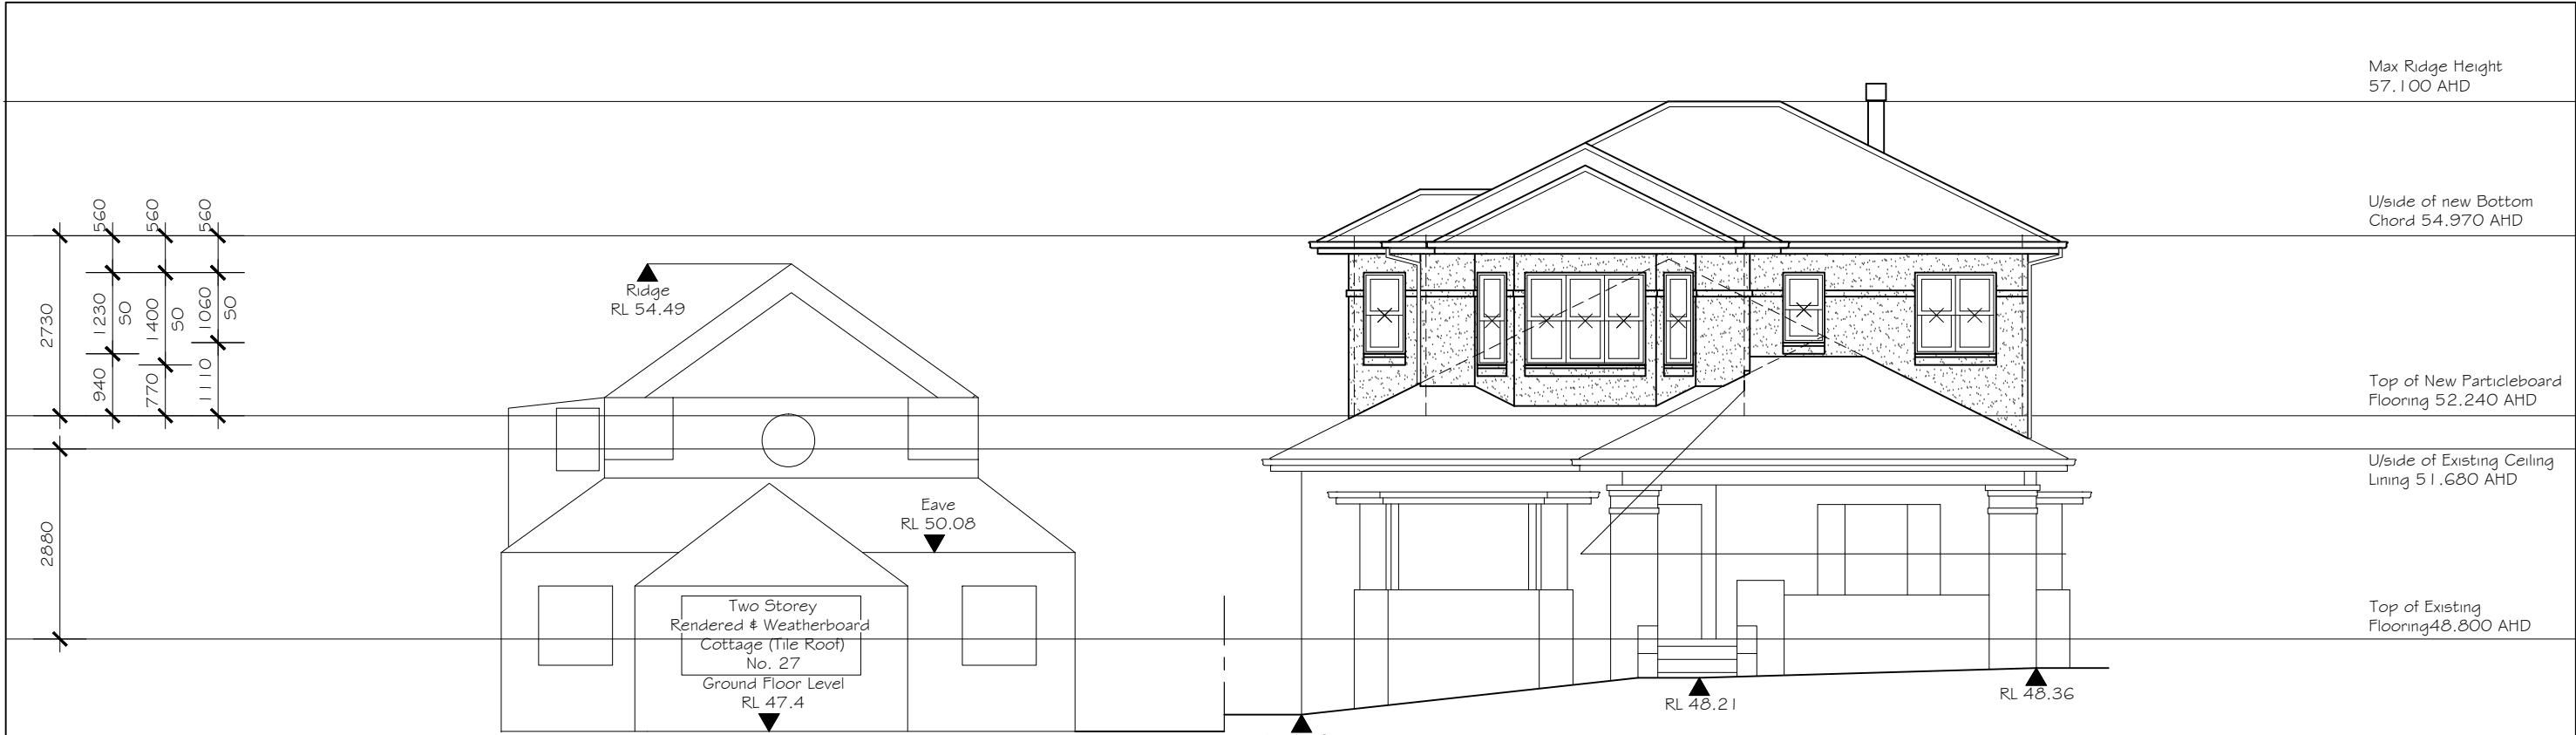 Max Ridge Height
57.100 AHD
U/side of new Bottom
Chord 54.970 AHD
Top of New Particleboard
Flooring 52.240 AHD
U/side of Existing Ceiling
Lining 51.680 AHD
Top of Existing
Flooring48.800 AHD
560
560
560
2730
1230
50
940
1400
50
770
1060
50
1110
2880
Ridge
RL 54.49
Eave
RL 50.08
Two Storey
Rendered & Weatherboard
Cottage (Tile Roof)
No. 27
Ground Floor Level
RL 47.4
RL 48.21
RL 48.36